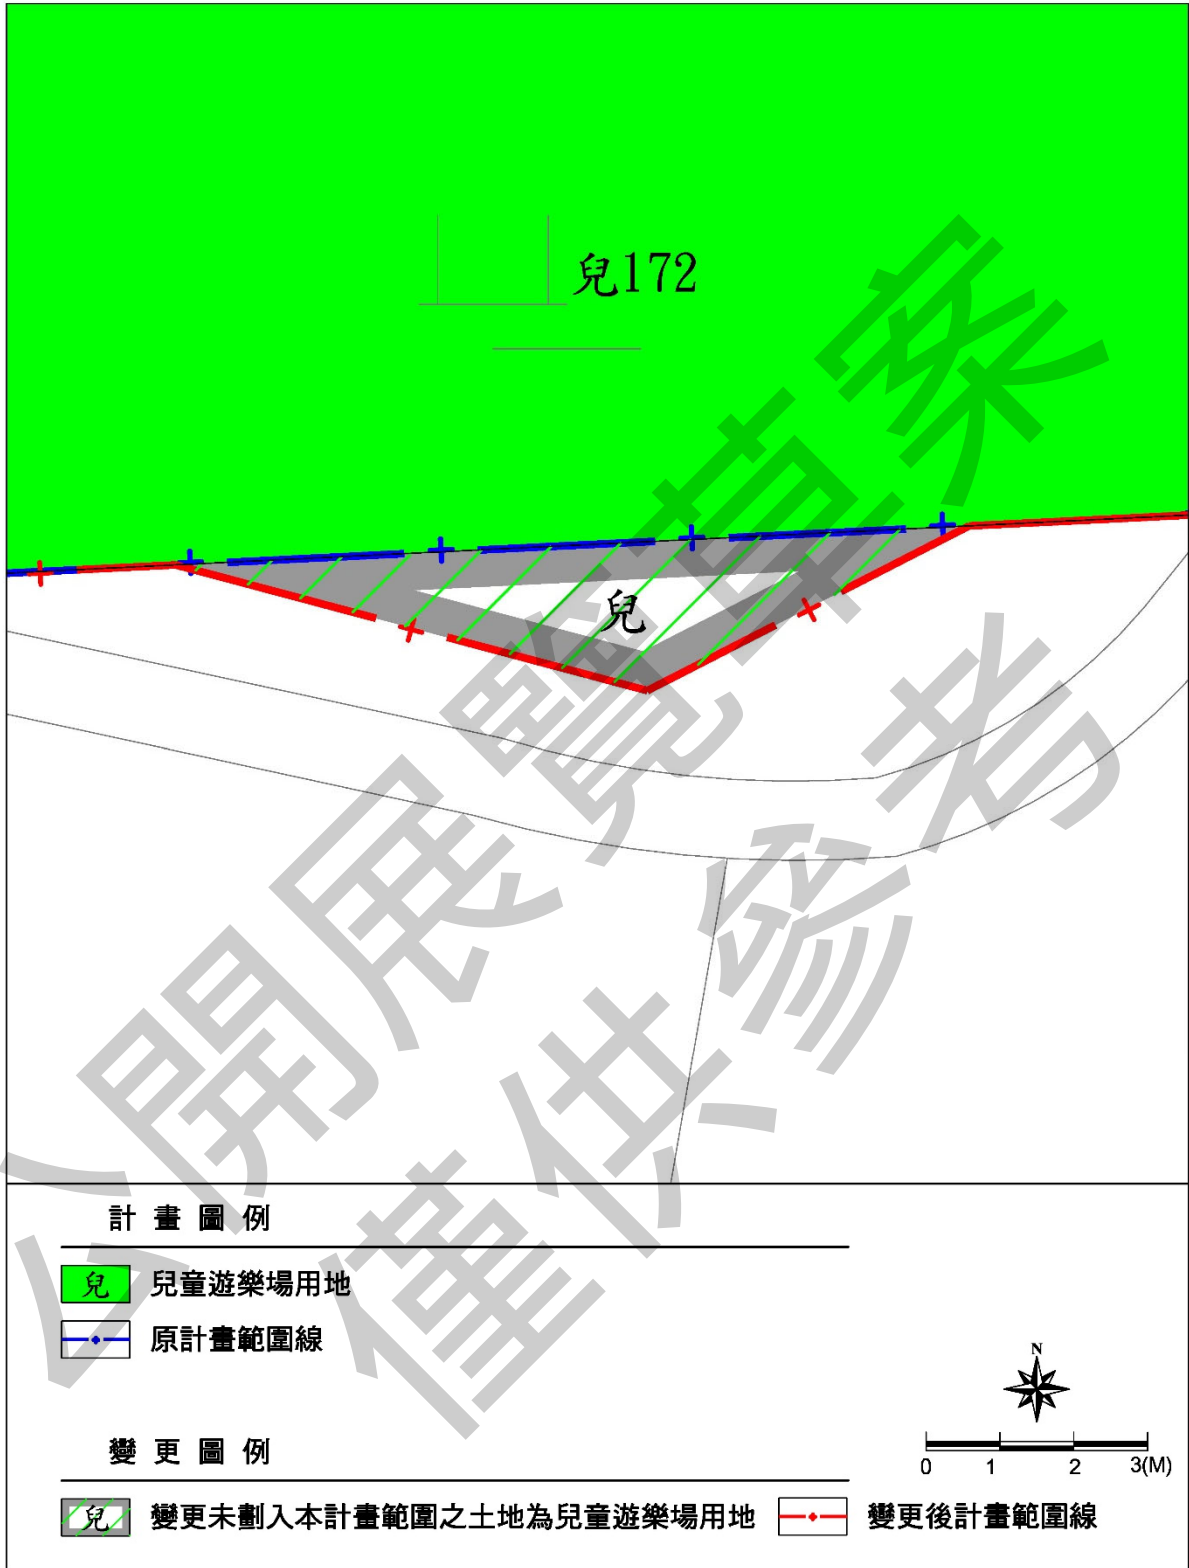 兒172
兒
公開展覽草案
僅供參考
計畫圖例
兒 兒童遊樂場用地
原計畫範圍線
N
0 1 2 3(M)
變更圖例
兒 變更未劃入本計畫範圍之土地為兒童遊樂場用地 變更後計畫範圍線